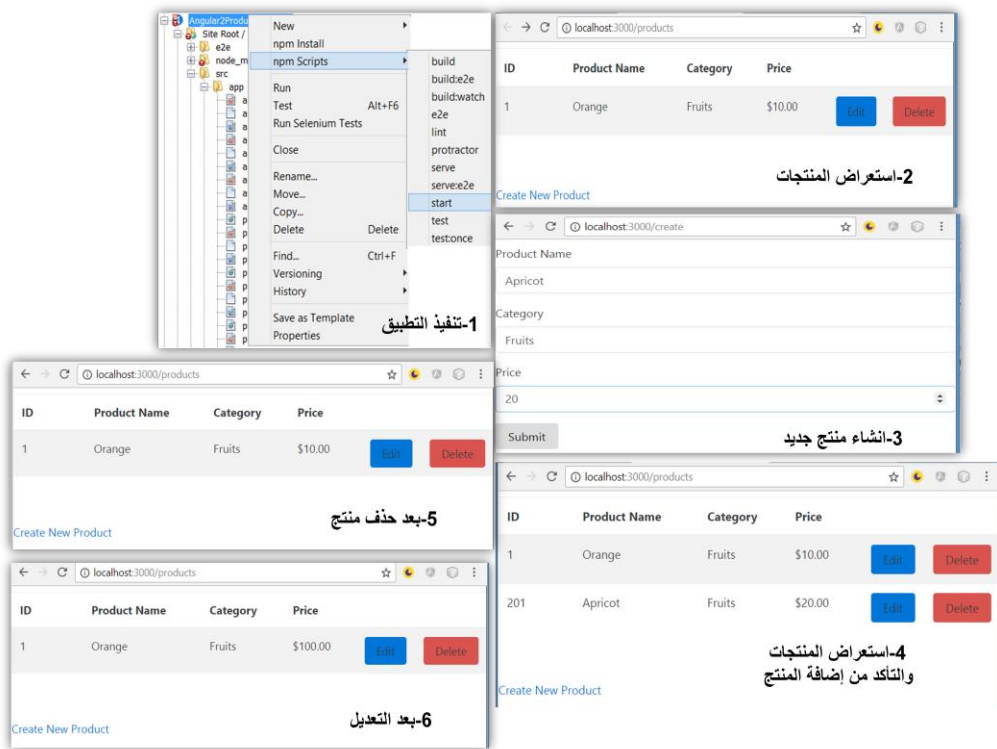 Angular2Produ
Site Root /
e2e
node_m
src
app
New
npm Install
npm Scripts
Run
Test Alt+F6
Run Selenium Tests
Close
Rename...
Move...
Copy...
Delete Delete
Find... Ctrl+F
Versioning
History
Save as Template
Properties
build
build:e2e
build:watch
e2e
lint
protractor
serve
serve:e2e
start
test
test:once
1-تنفيذ التطبيق
localhost:3000/products
ID Product Name Category Price
1 Orange Fruits $10.00 Edit Delete
2-استعراض المنتجات
Create New Product
localhost:3000/create
Product Name
Apricot
Category
Fruits
Price
20
Submit
3-انشاء منتج جديد
localhost:3000/products
ID Product Name Category Price
1 Orange Fruits $10.00 Edit Delete
201 Apricot Fruits $20.00 Edit Delete
4-استعراض المنتجات
والتأكد من إضافة المنتج
Create New Product
localhost:3000/products
ID Product Name Category Price
1 Orange Fruits $10.00 Edit Delete
5-بعد حذف منتج
Create New Product
localhost:3000/products
ID Product Name Category Price
1 Orange Fruits $100.00 Edit Delete
6-بعد التعديل
Create New Product